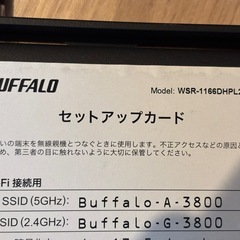 BUFFALO
Model: WSR-1166DHPL2
セットアップカード
いの端末を無線親機とつなぐときに使用します。不正アクセスなどの原因
め、第三者の目に触れないように大切に保管してください。
Fi 接続用
SSID (5GHz): Buffalo-A-3800
SSID (2.4GHz): Buffalo-G-3800